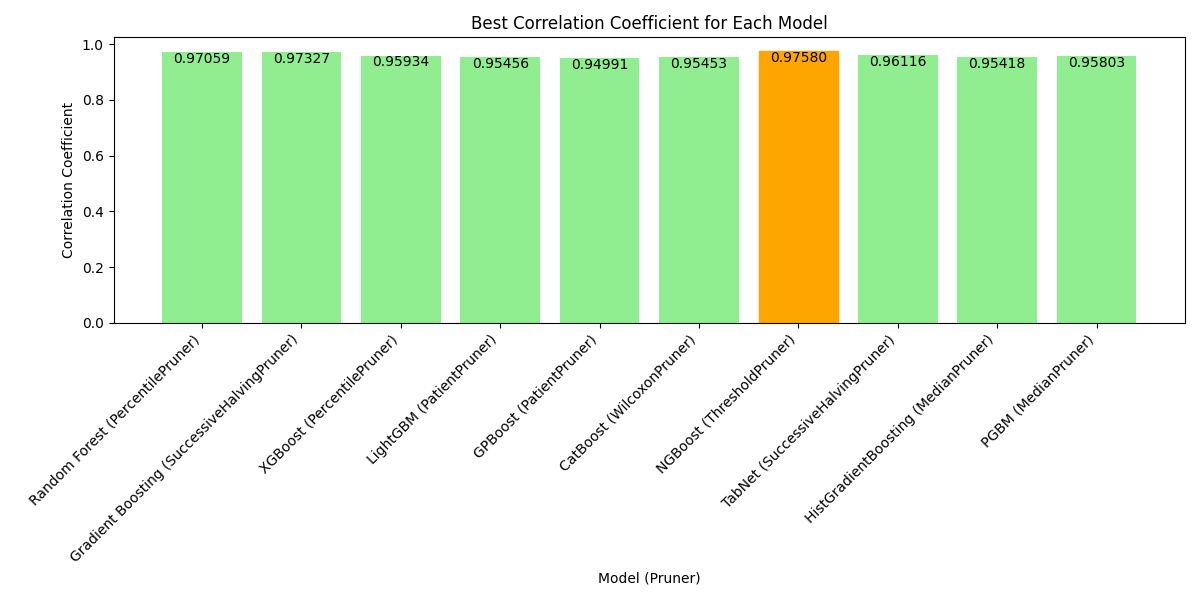 Best Correlation Coefficient for Each Model
Correlation Coefficient
1.0
0.8
0.6
0.4
0.2
0.0
0.97059
0.97327
0.95934
0.95456
0.94991
0.95453
0.97580
0.96116
0.95418
0.95803
Random Forest (PercentilePruner)
Gradient Boosting (SuccessiveHalvingPruner)
XGBoost (PercentilePruner)
LightGBM (PatientPruner)
GPBoost (PatientPruner)
CatBoost (WilcoxonPruner)
NGBoost (ThresholdPruner)
TabNet (SuccessiveHalvingPruner)
HistGradientBoosting (MedianPruner)
PGBM (MedianPruner)
Model (Pruner)